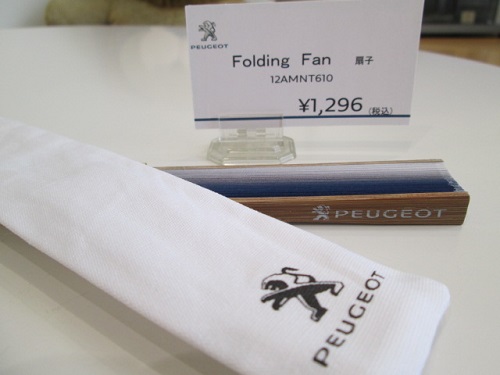 PEUGEOT
Folding Fan 扇子
12AMNT610
¥1,296 (税込)
PEUGEOT
PEUGEOT